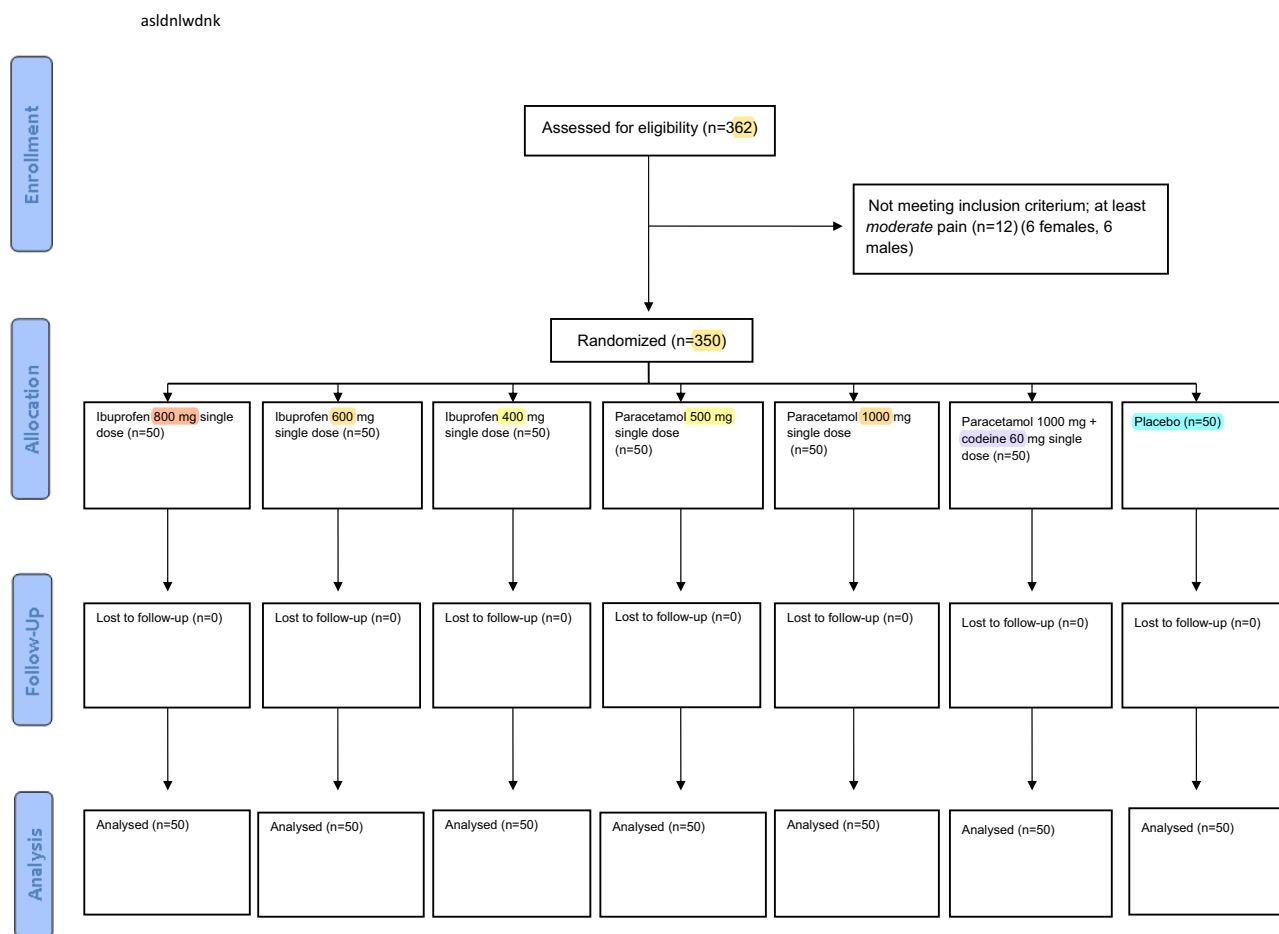 asldnlwdnk
Enrollment
Assessed for eligibility (n=362)
Not meeting inclusion criterium; at least
moderate pain (n=12) (6 females, 6
males)
Randomized (n=350)
Allocation
Ibuprofen 800 mg single
dose (n=50)
Ibuprofen 600 mg
single dose (n=50)
Ibuprofen 400 mg
single dose (n=50)
Paracetamol 500 mg
single dose
(n=50)
Paracetamol 1000 mg
single dose
(n=50)
Paracetamol 1000 mg +
codeine 60 mg single
dose (n=50)
Placebo (n=50)
Follow-Up
Lost to follow-up (n=0)
Lost to follow-up (n=0)
Lost to follow-up (n=0)
Lost to follow-up (n=0)
Lost to follow-up (n=0)
Lost to follow-up (n=0)
Lost to follow-up (n=0)
Analysis
Analysed (n=50)
Analysed (n=50)
Analysed (n=50)
Analysed (n=50)
Analysed (n=50)
Analysed (n=50)
Analysed (n=50)